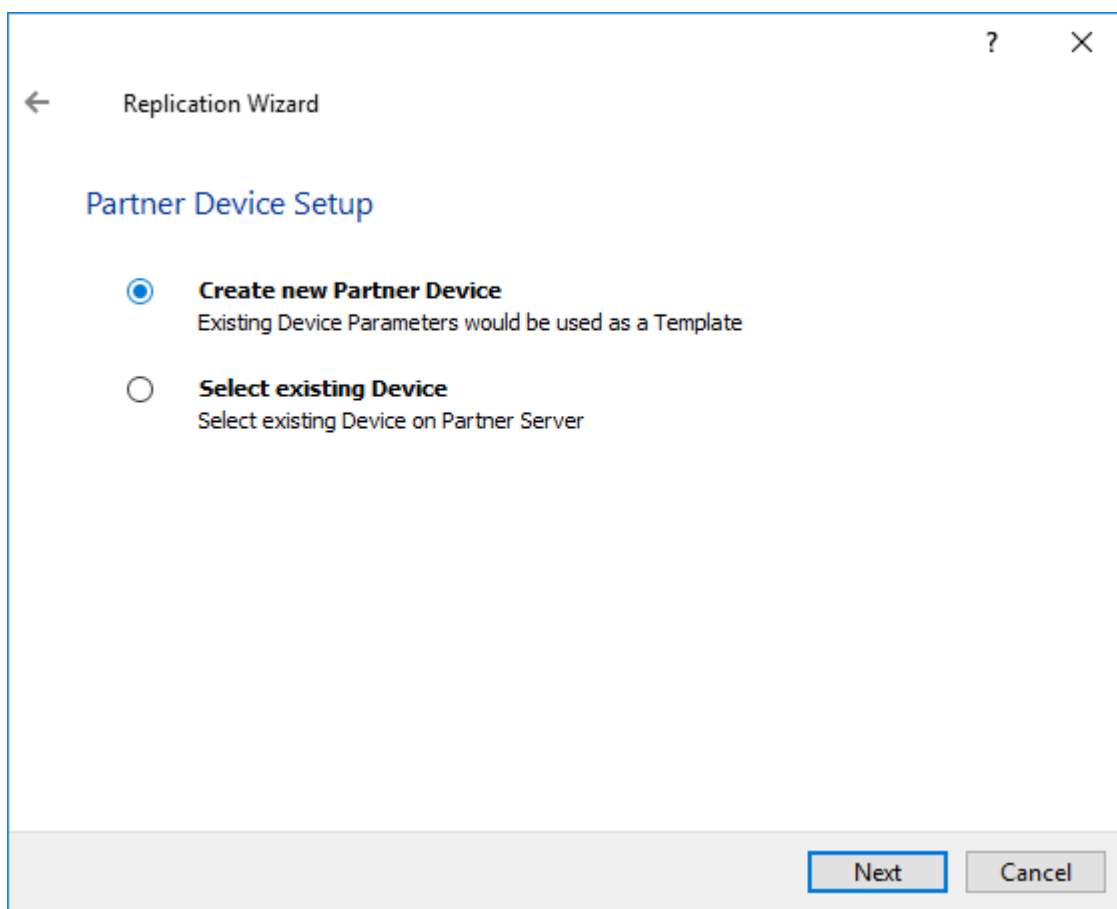 ?
Replication Wizard
Partner Device Setup
Create new Partner Device
Existing Device Parameters would be used as a Template
Select existing Device
Select existing Device on Partner Server
Next
Cancel